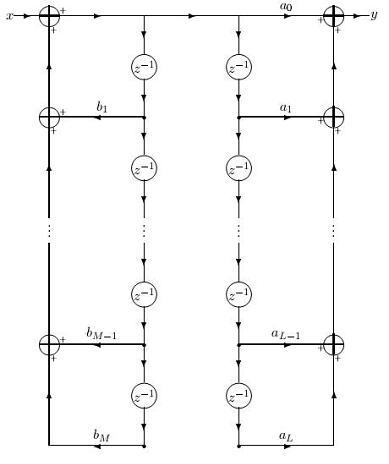 x + + a₀ + y
z⁻¹ z⁻¹
+ b₁ a₁ +
+ + +
z⁻¹ z⁻¹
⋮ ⋮ ⋮ ⋮
z⁻¹ z⁻¹
+ b_{M−1} a_{L−1} +
+ + +
z⁻¹ z⁻¹
b_M a_L